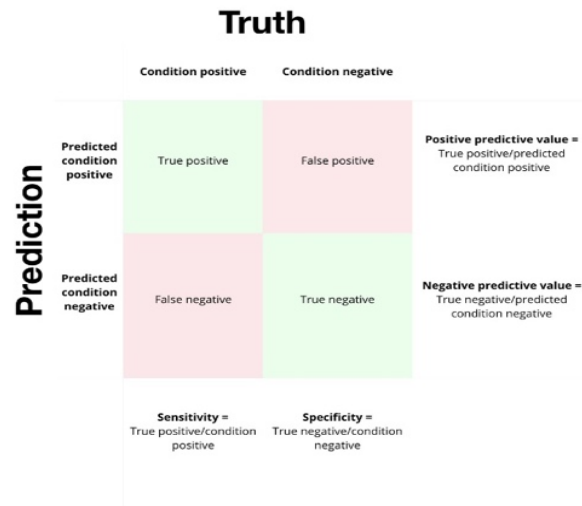 Truth
Condition positive
Condition negative
Prediction
Predicted
condition
positive
True positive
False positive
Positive predictive value =
True positive/predicted
condition positive
Predicted
condition
negative
False negative
True negative
Negative predictive value =
True negative/predicted
condition negative
Sensitivity =
True positive/condition
positive
Specificity =
True negative/condition
negative